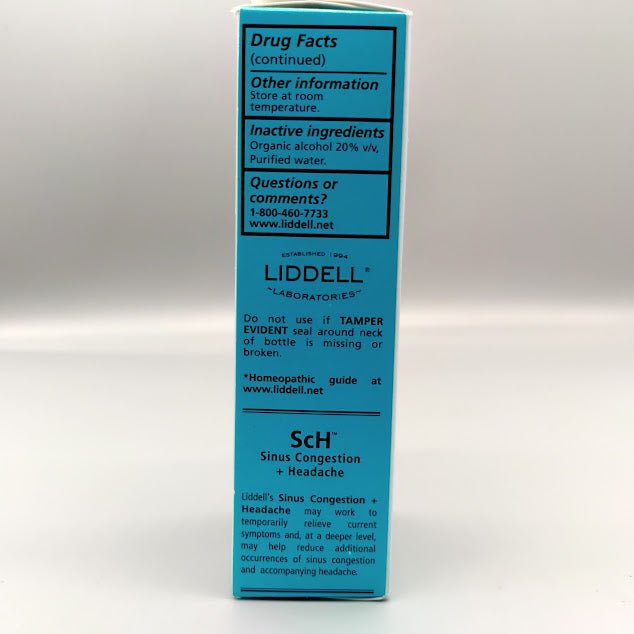 Drug Facts
(continued)
Other information
Store at room
temperature.
Inactive ingredients
Organic alcohol 20% v/v,
Purified water.
Questions or
comments?
1-800-460-7733
www.liddell.net
ESTABLISHED 1994
LIDDELL®
~LABORATORIES~
Do not use if TAMPER
EVIDENT seal around neck
of bottle is missing or
broken.
*Homeopathic guide at
www.liddell.net
ScH™
Sinus Congestion
+ Headache
Liddell's Sinus Congestion +
Headache may work to
temporarily relieve current
symptoms and, at a deeper level,
may help reduce additional
occurrences of sinus congestion
and accompanying headache.